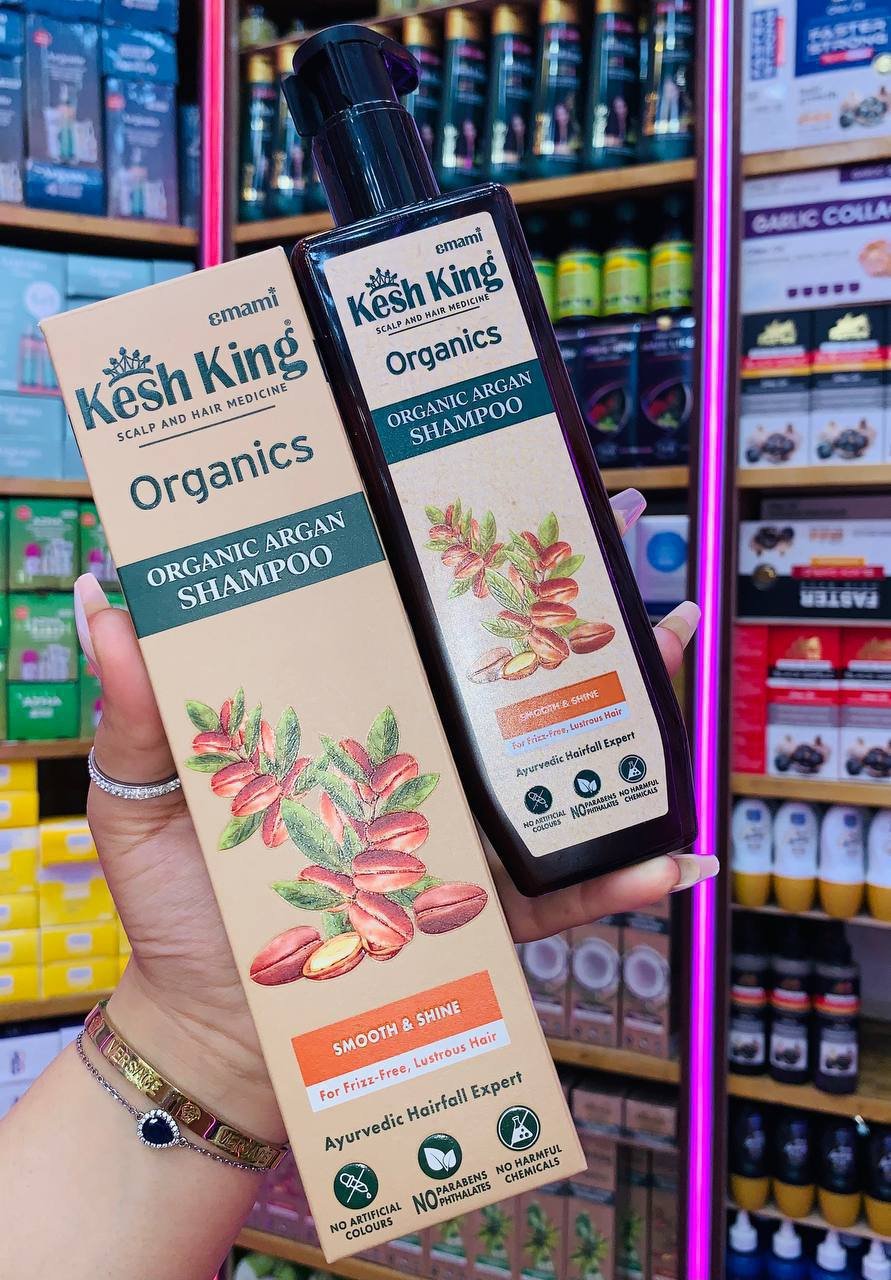 emami
Kesh King®
SCALP AND HAIR MEDICINE
Organics
ORGANIC ARGAN
SHAMPOO
SMOOTH & SHINE
For Frizz-Free, Lustrous Hair
Ayurvedic Hairfall Expert
NO ARTIFICIAL
COLOURS
NO PARABENS
PHTHALATES
NO HARMFUL
CHEMICALS
emami
Kesh King®
SCALP AND HAIR MEDICINE
Organics
ORGANIC ARGAN
SHAMPOO
SMOOTH & SHINE
For Frizz-Free, Lustrous Hair
Ayurvedic Hairfall Expert
NO ARTIFICIAL
COLOURS
NO PARABENS
PHTHALATES
NO HARMFUL
CHEMICALS
VERSACE
FASTER
STRONG
GARLIC COLLA
FASTER